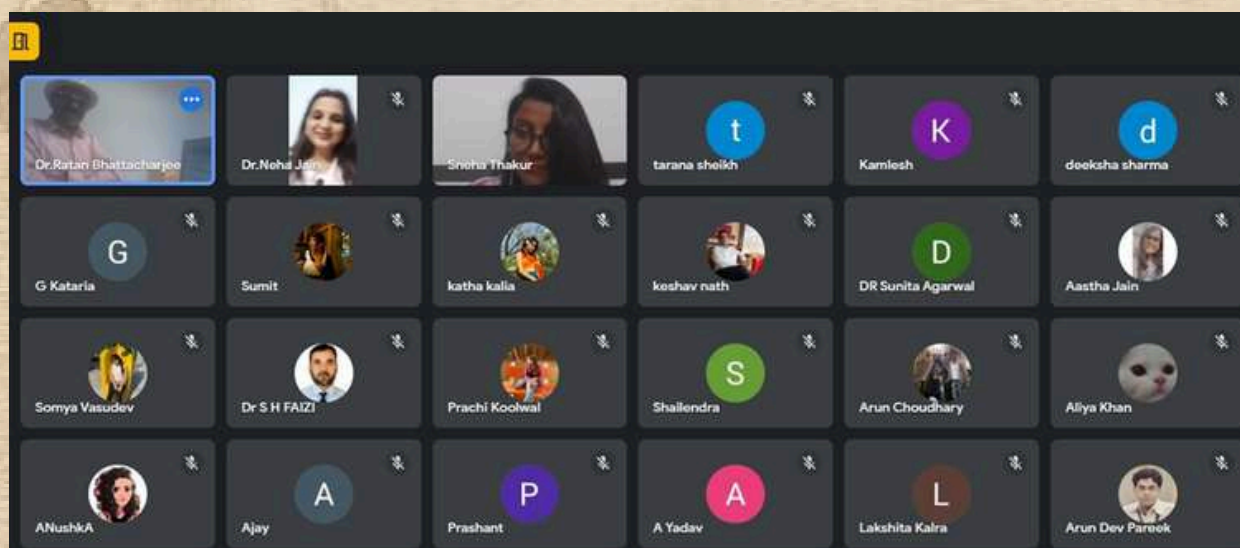 Dr.Ratan Bhattacharjee
Dr.Neha Jain
Sneha Thakur
t
tarana sheikh
K
Kamlesh
d
deeksha sharma
G
G Kataria
Sumit
katha kalia
keshav nath
D
DR Sunita Agarwal
Aastha Jain
Somya Vasudev
Dr S H FAIZI
Prachi Koolwal
S
Shailendra
Arun Choudhary
Aliya Khan
ANushkA
A
Ajay
P
Prashant
A
A Yadav
L
Lakshita Kalra
Arun Dev Pareek